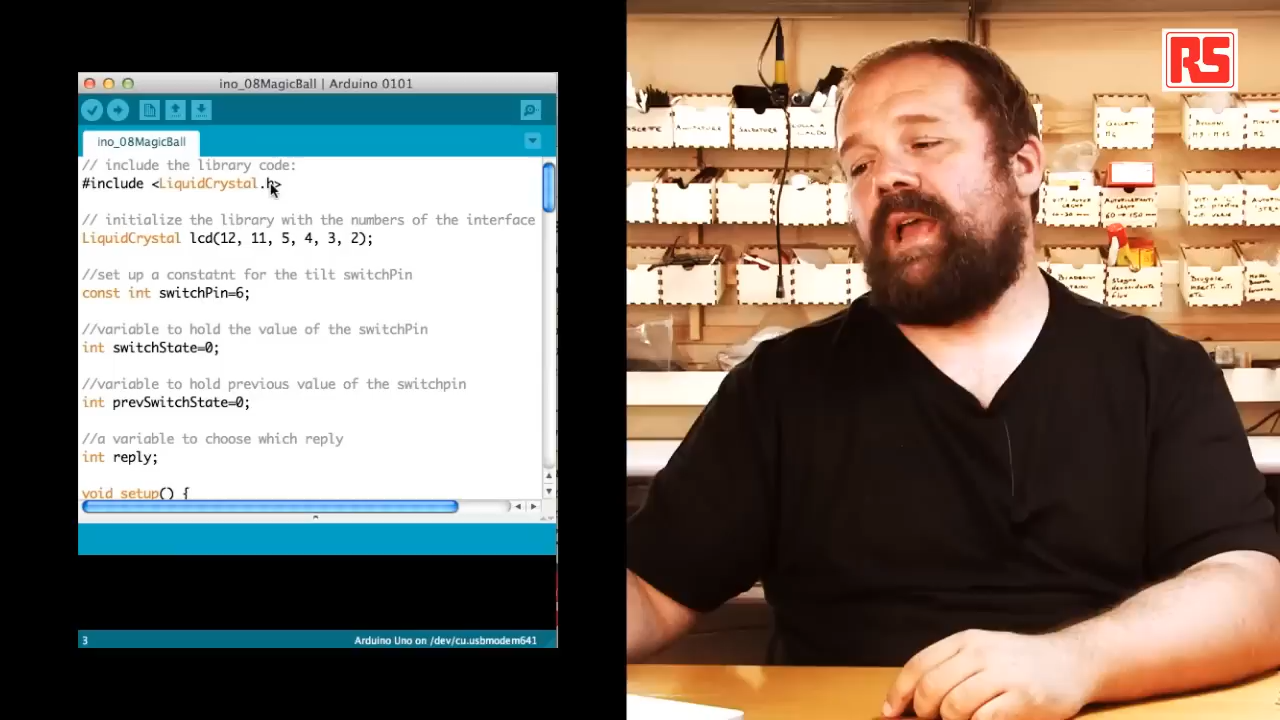 ino_08MagicBall | Arduino 0101
ino_08MagicBall
// include the library code:
#include <LiquidCrystal.h>
// initialize the library with the numbers of the interface
LiquidCrystal lcd(12, 11, 5, 4, 3, 2);
//set up a constatnt for the tilt switchPin
const int switchPin=6;
//variable to hold the value of the switchPin
int switchState=0;
//variable to hold previous value of the switchpin
int prevSwitchState=0;
//a variable to choose which reply
int reply;
void setup() {
3
Arduino Uno on /dev/cu.usbmodem641
RS